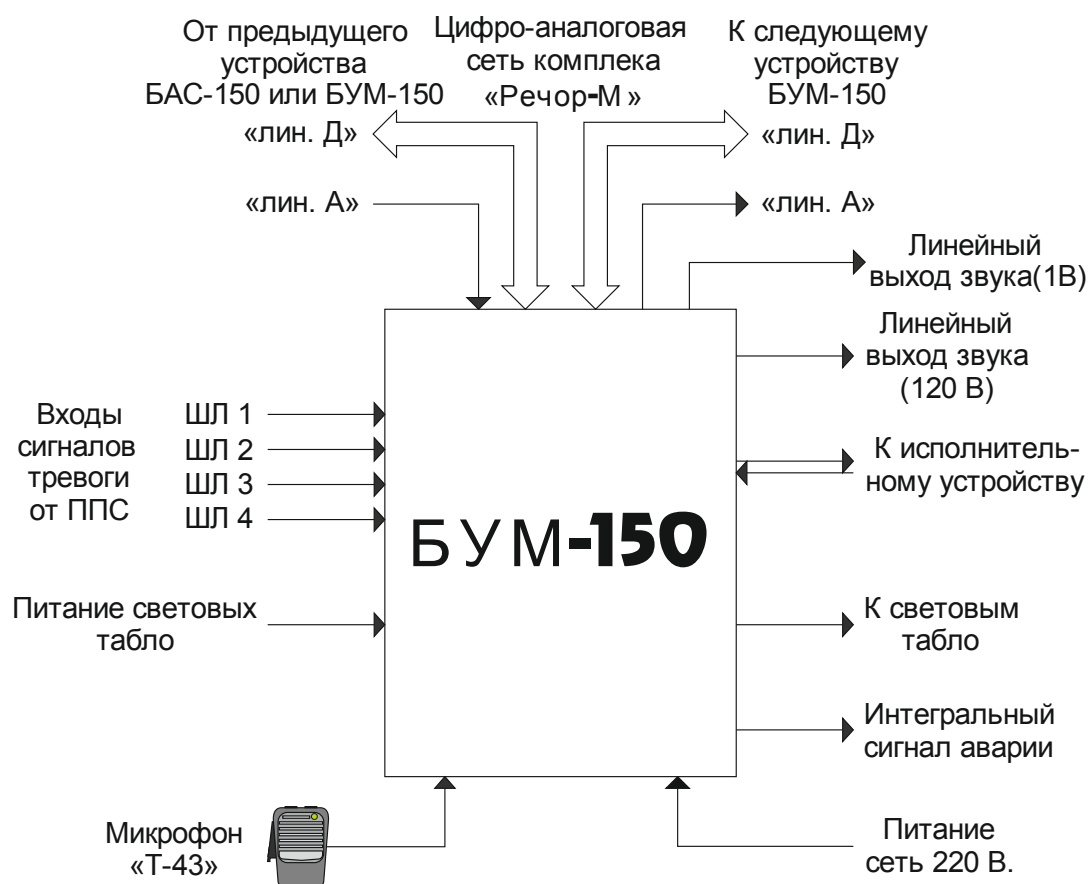 От предыдущего
устройства
БАС-150 или БУМ-150
«лин. Д»
«лин. А»
Цифро-аналоговая
сеть комплека
«Речор-М»
К следующему
устройству
БУМ-150
«лин. Д»
«лин. А»
Линейный
выход звука(1В)
Линейный
выход звука
(120 В)
Входы
сигналов
тревоги
от ППС
ШЛ 1
ШЛ 2
ШЛ 3
ШЛ 4
БУМ-150
К исполнитель-
ному устройству
Питание световых
табло
К световым
табло
Интегральный
сигнал аварии
Микрофон
«Т-43»
Питание
сеть 220 В.